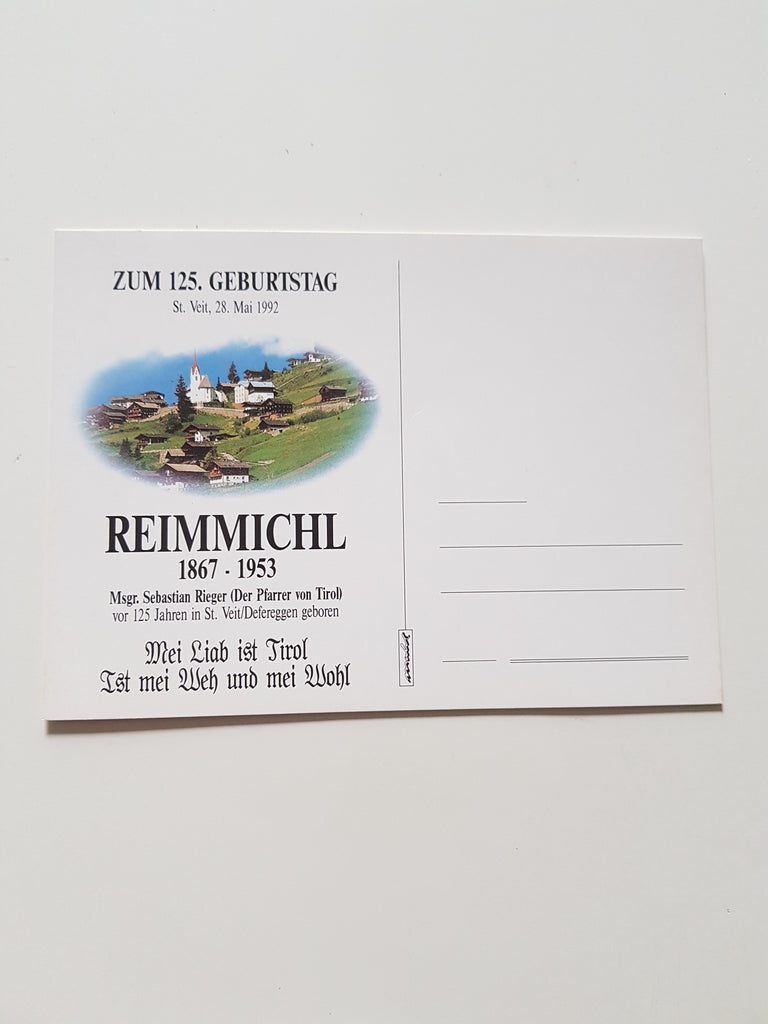 ZUM 125. GEBURTSTAG
St. Veit, 28. Mai 1992
REIMMICHL
1867 - 1953
Msgr. Sebastian Rieger (Der Pfarrer von Tirol)
vor 125 Jahren in St. Veit/Defereggen geboren
Mei Liab ist Tirol
Ist mei Weh und mei Wohl